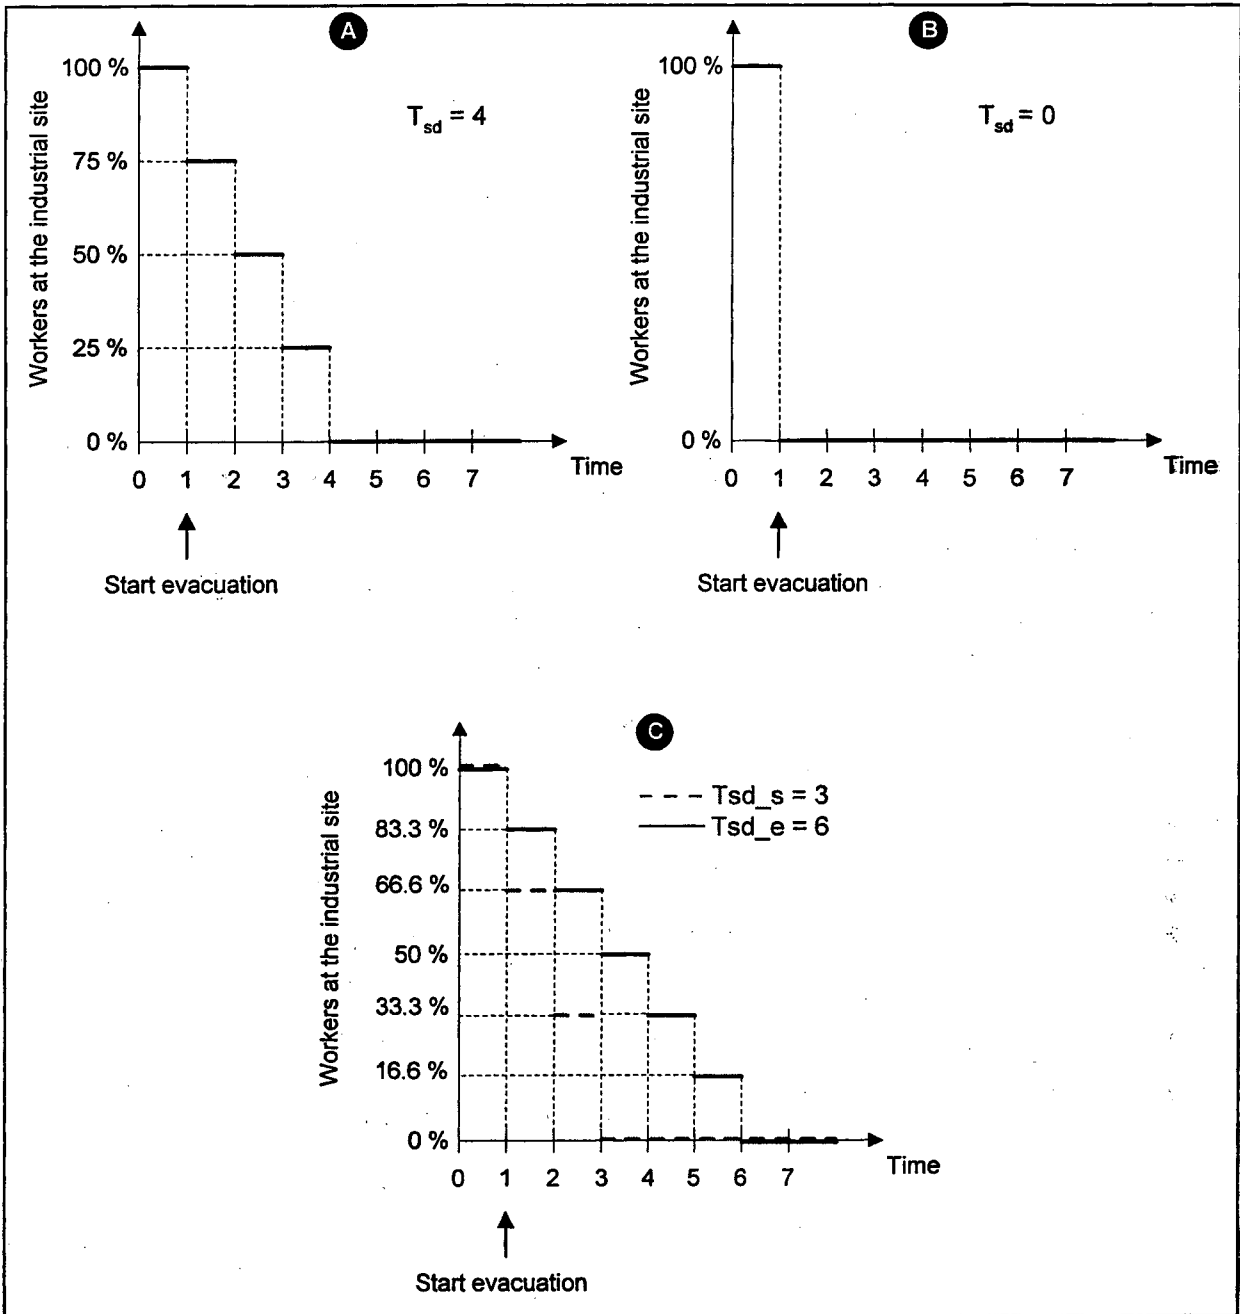 A
100 %
75 %
50 %
25 %
0 %
Workers at the industrial site
T_sd = 4
0 1 2 3 4 5 6 7
Time
Start evacuation
B
100 %
0 %
Workers at the industrial site
T_sd = 0
0 1 2 3 4 5 6 7
Time
Start evacuation
C
100 %
83.3 %
66.6 %
50 %
33.3 %
16.6 %
0 %
Workers at the industrial site
Tsd_s = 3
Tsd_e = 6
0 1 2 3 4 5 6 7
Time
Start evacuation